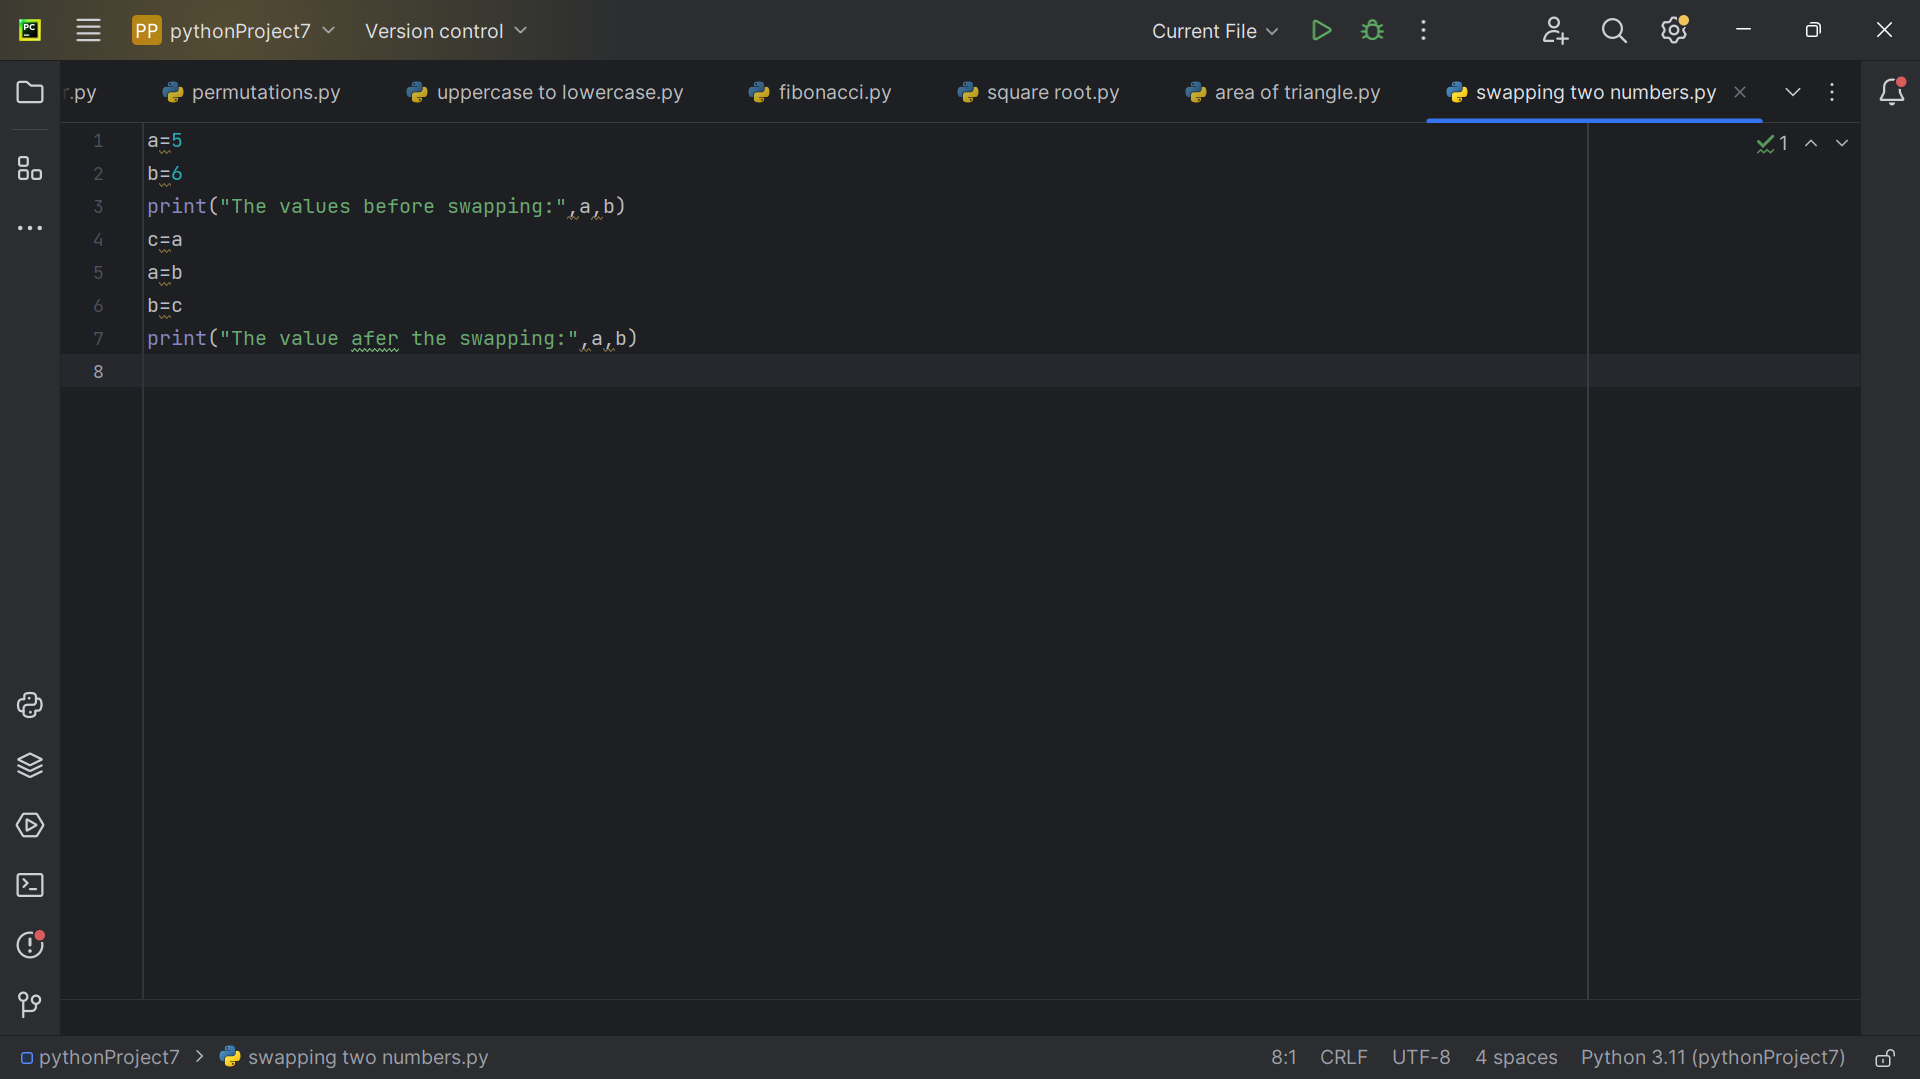 PC
PP pythonProject7
Version control
Current File
r.py
permutations.py
uppercase to lowercase.py
fibonacci.py
square root.py
area of triangle.py
swapping two numbers.py
1 a=5
2 b=6
3 print("The values before swapping:",a,b)
4 c=a
5 a=b
6 b=c
7 print("The value afer the swapping:",a,b)
8
1
pythonProject7 > swapping two numbers.py
8:1 CRLF UTF-8 4 spaces Python 3.11 (pythonProject7)